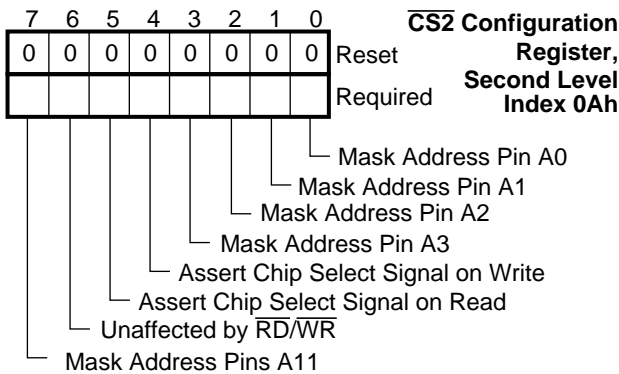 7 6 5 4 3 2 1 0
CS2 Configuration
Register,
Second Level
Index 0Ah
0 0 0 0 0 0 0 0 Reset
Required
Mask Address Pin A0
Mask Address Pin A1
Mask Address Pin A2
Mask Address Pin A3
Assert Chip Select Signal on Write
Assert Chip Select Signal on Read
Unaffected by RD/WR
Mask Address Pins A11